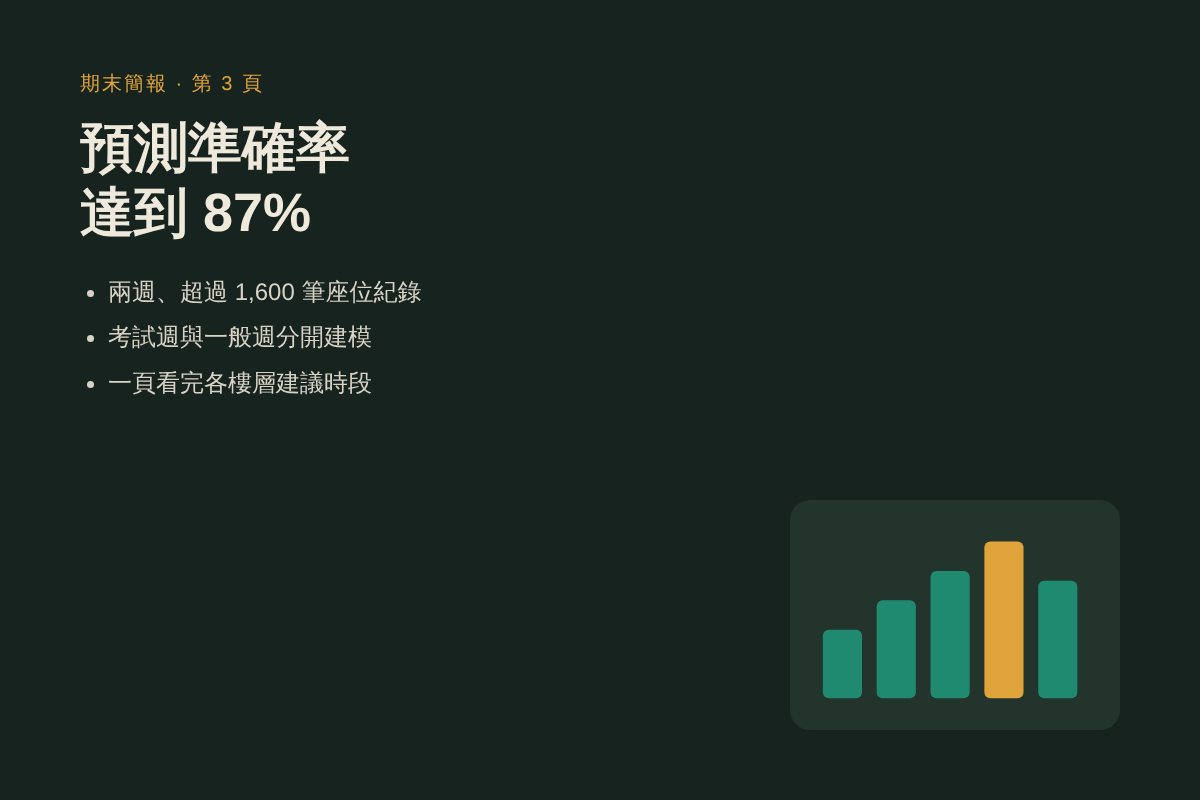 期末簡報 · 第 3 頁
預測準確率
達到 87%
• 兩週、超過 1,600 筆座位紀錄
• 考試週與一般週分開建模
• 一頁看完各樓層建議時段